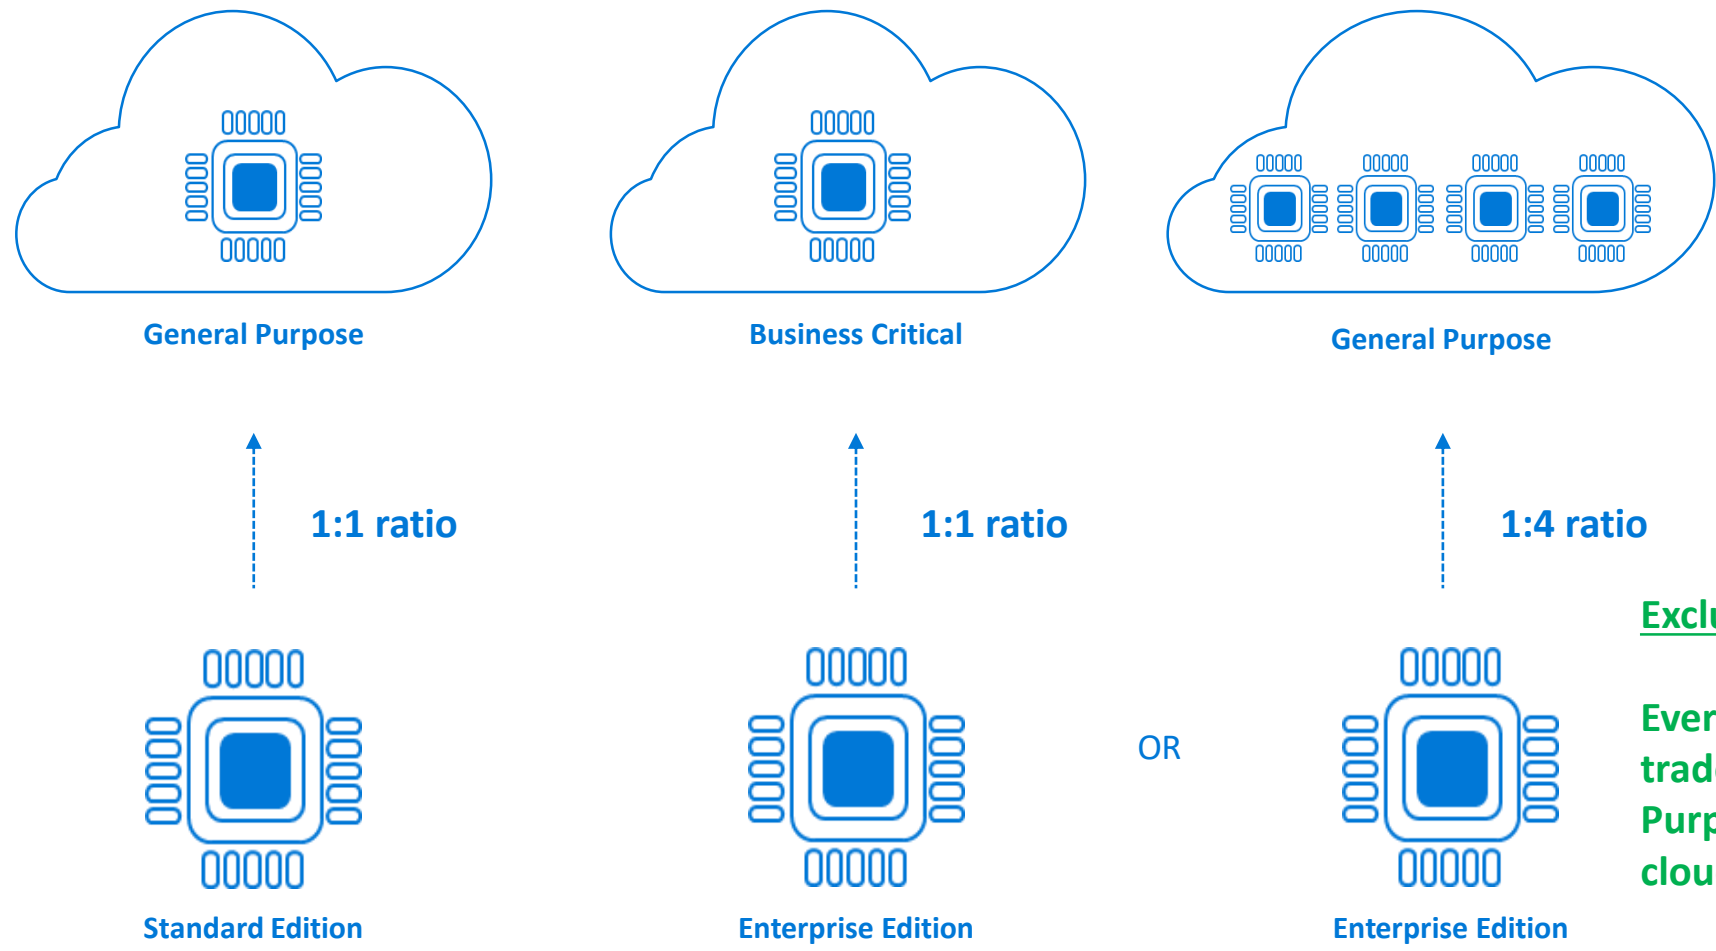 General Purpose
Business Critical
General Purpose
1:1 ratio
1:1 ratio
1:4 ratio
OR
Standard Edition
Enterprise Edition
Enterprise Edition